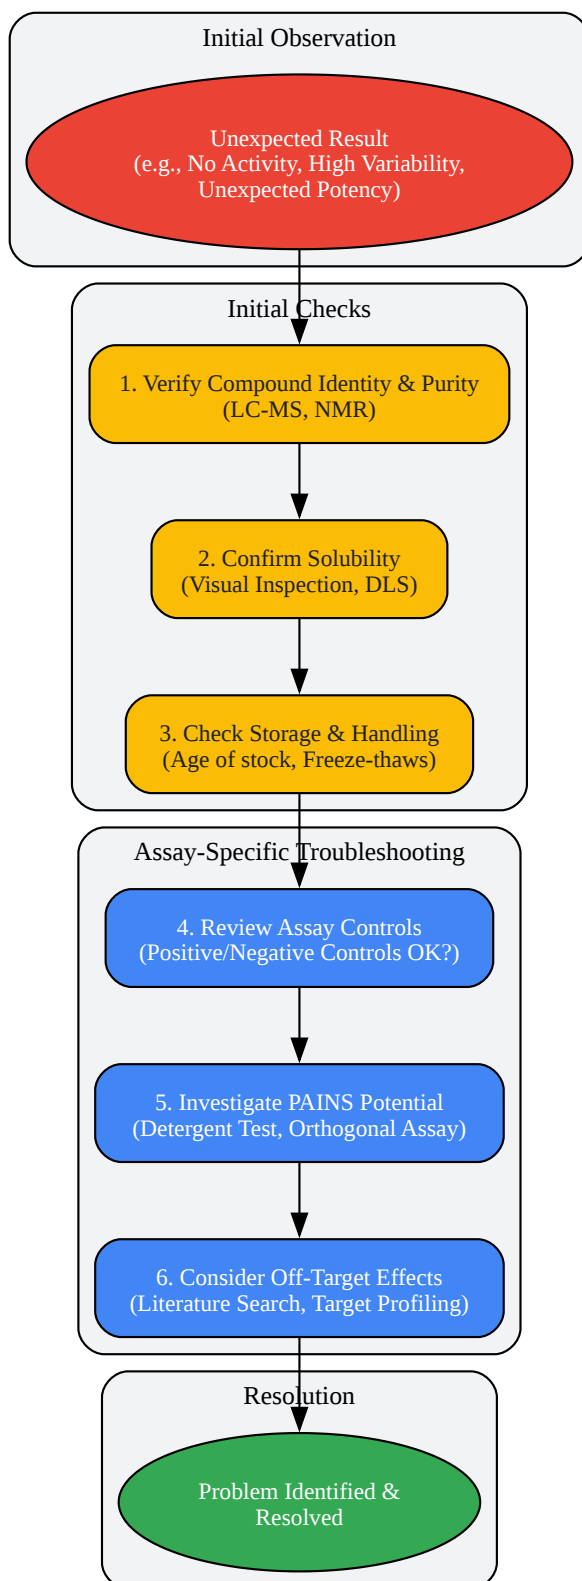 Initial Observation
Unexpected Result
(e.g., No Activity, High Variability,
Unexpected Potency)
Initial Checks
1. Verify Compound Identity & Purity
(LC-MS, NMR)
2. Confirm Solubility
(Visual Inspection, DLS)
3. Check Storage & Handling
(Age of stock, Freeze-thaws)
Assay-Specific Troubleshooting
4. Review Assay Controls
(Positive/Negative Controls OK?)
5. Investigate PAINS Potential
(Detergent Test, Orthogonal Assay)
6. Consider Off-Target Effects
(Literature Search, Target Profiling)
Resolution
Problem Identified &
Resolved